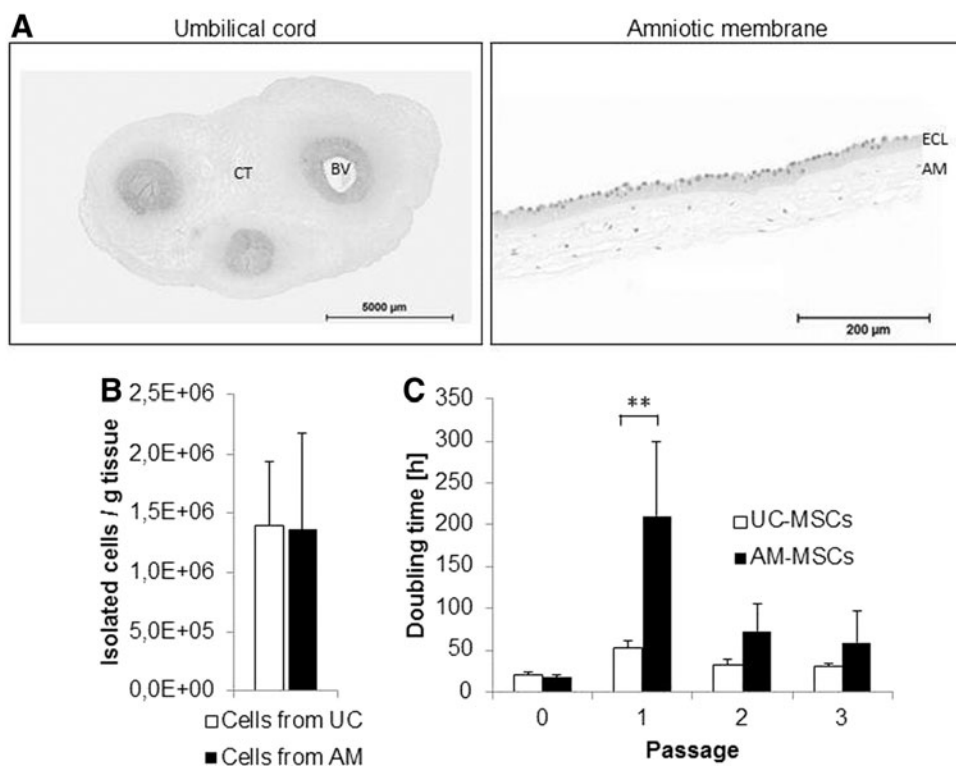 A
Umbilical cord
Amniotic membrane
CT
BV
5000 µm
ECL
AM
200 µm
B
Isolated cells / g tissue
2,5E+06
2,0E+06
1,5E+06
1,0E+06
5,0E+05
0,0E+00
Cells from UC
Cells from AM
C
Doubling time [h]
350
300
250
200
150
100
50
0
**
UC-MSCs
AM-MSCs
0 1 2 3
Passage